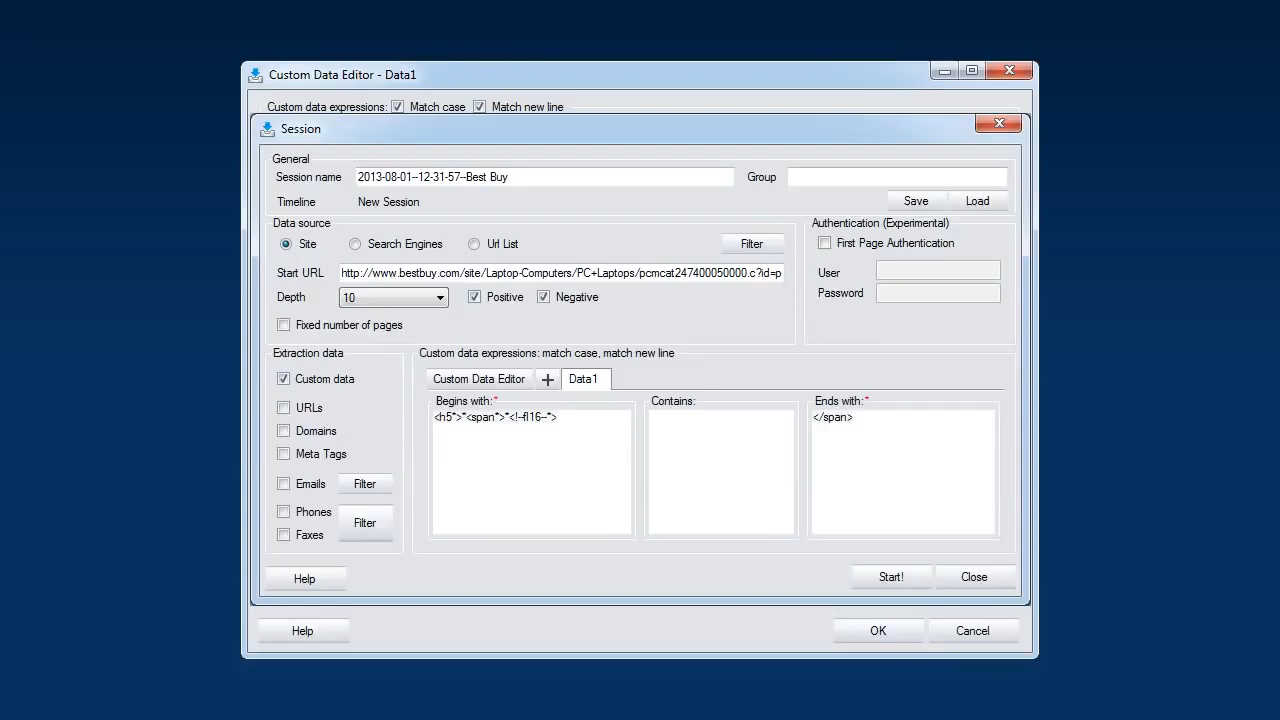 Custom Data Editor - Data1
Custom data expressions: Match case Match new line
Session
General
Session name 2013-08-01--12-31-57--Best Buy Group
Timeline New Session Save Load
Data source Authentication (Experimental)
Site Search Engines Url List Filter First Page Authentication
Start URL http://www.bestbuy.com/site/Laptop-Computers/PC+Laptops/pcmcat247400050000.c?id=p User
Depth 10 Positive Negative Password
Fixed number of pages
Extraction data Custom data expressions: match case, match new line
Custom data Custom Data Editor + Data1
Begins with:* Contains: Ends with:*
URLs <h5*>*<span*>*<!--fl16--*> </span>
Domains
Meta Tags
Emails Filter
Phones Filter
Faxes
Help Start! Close
Help OK Cancel